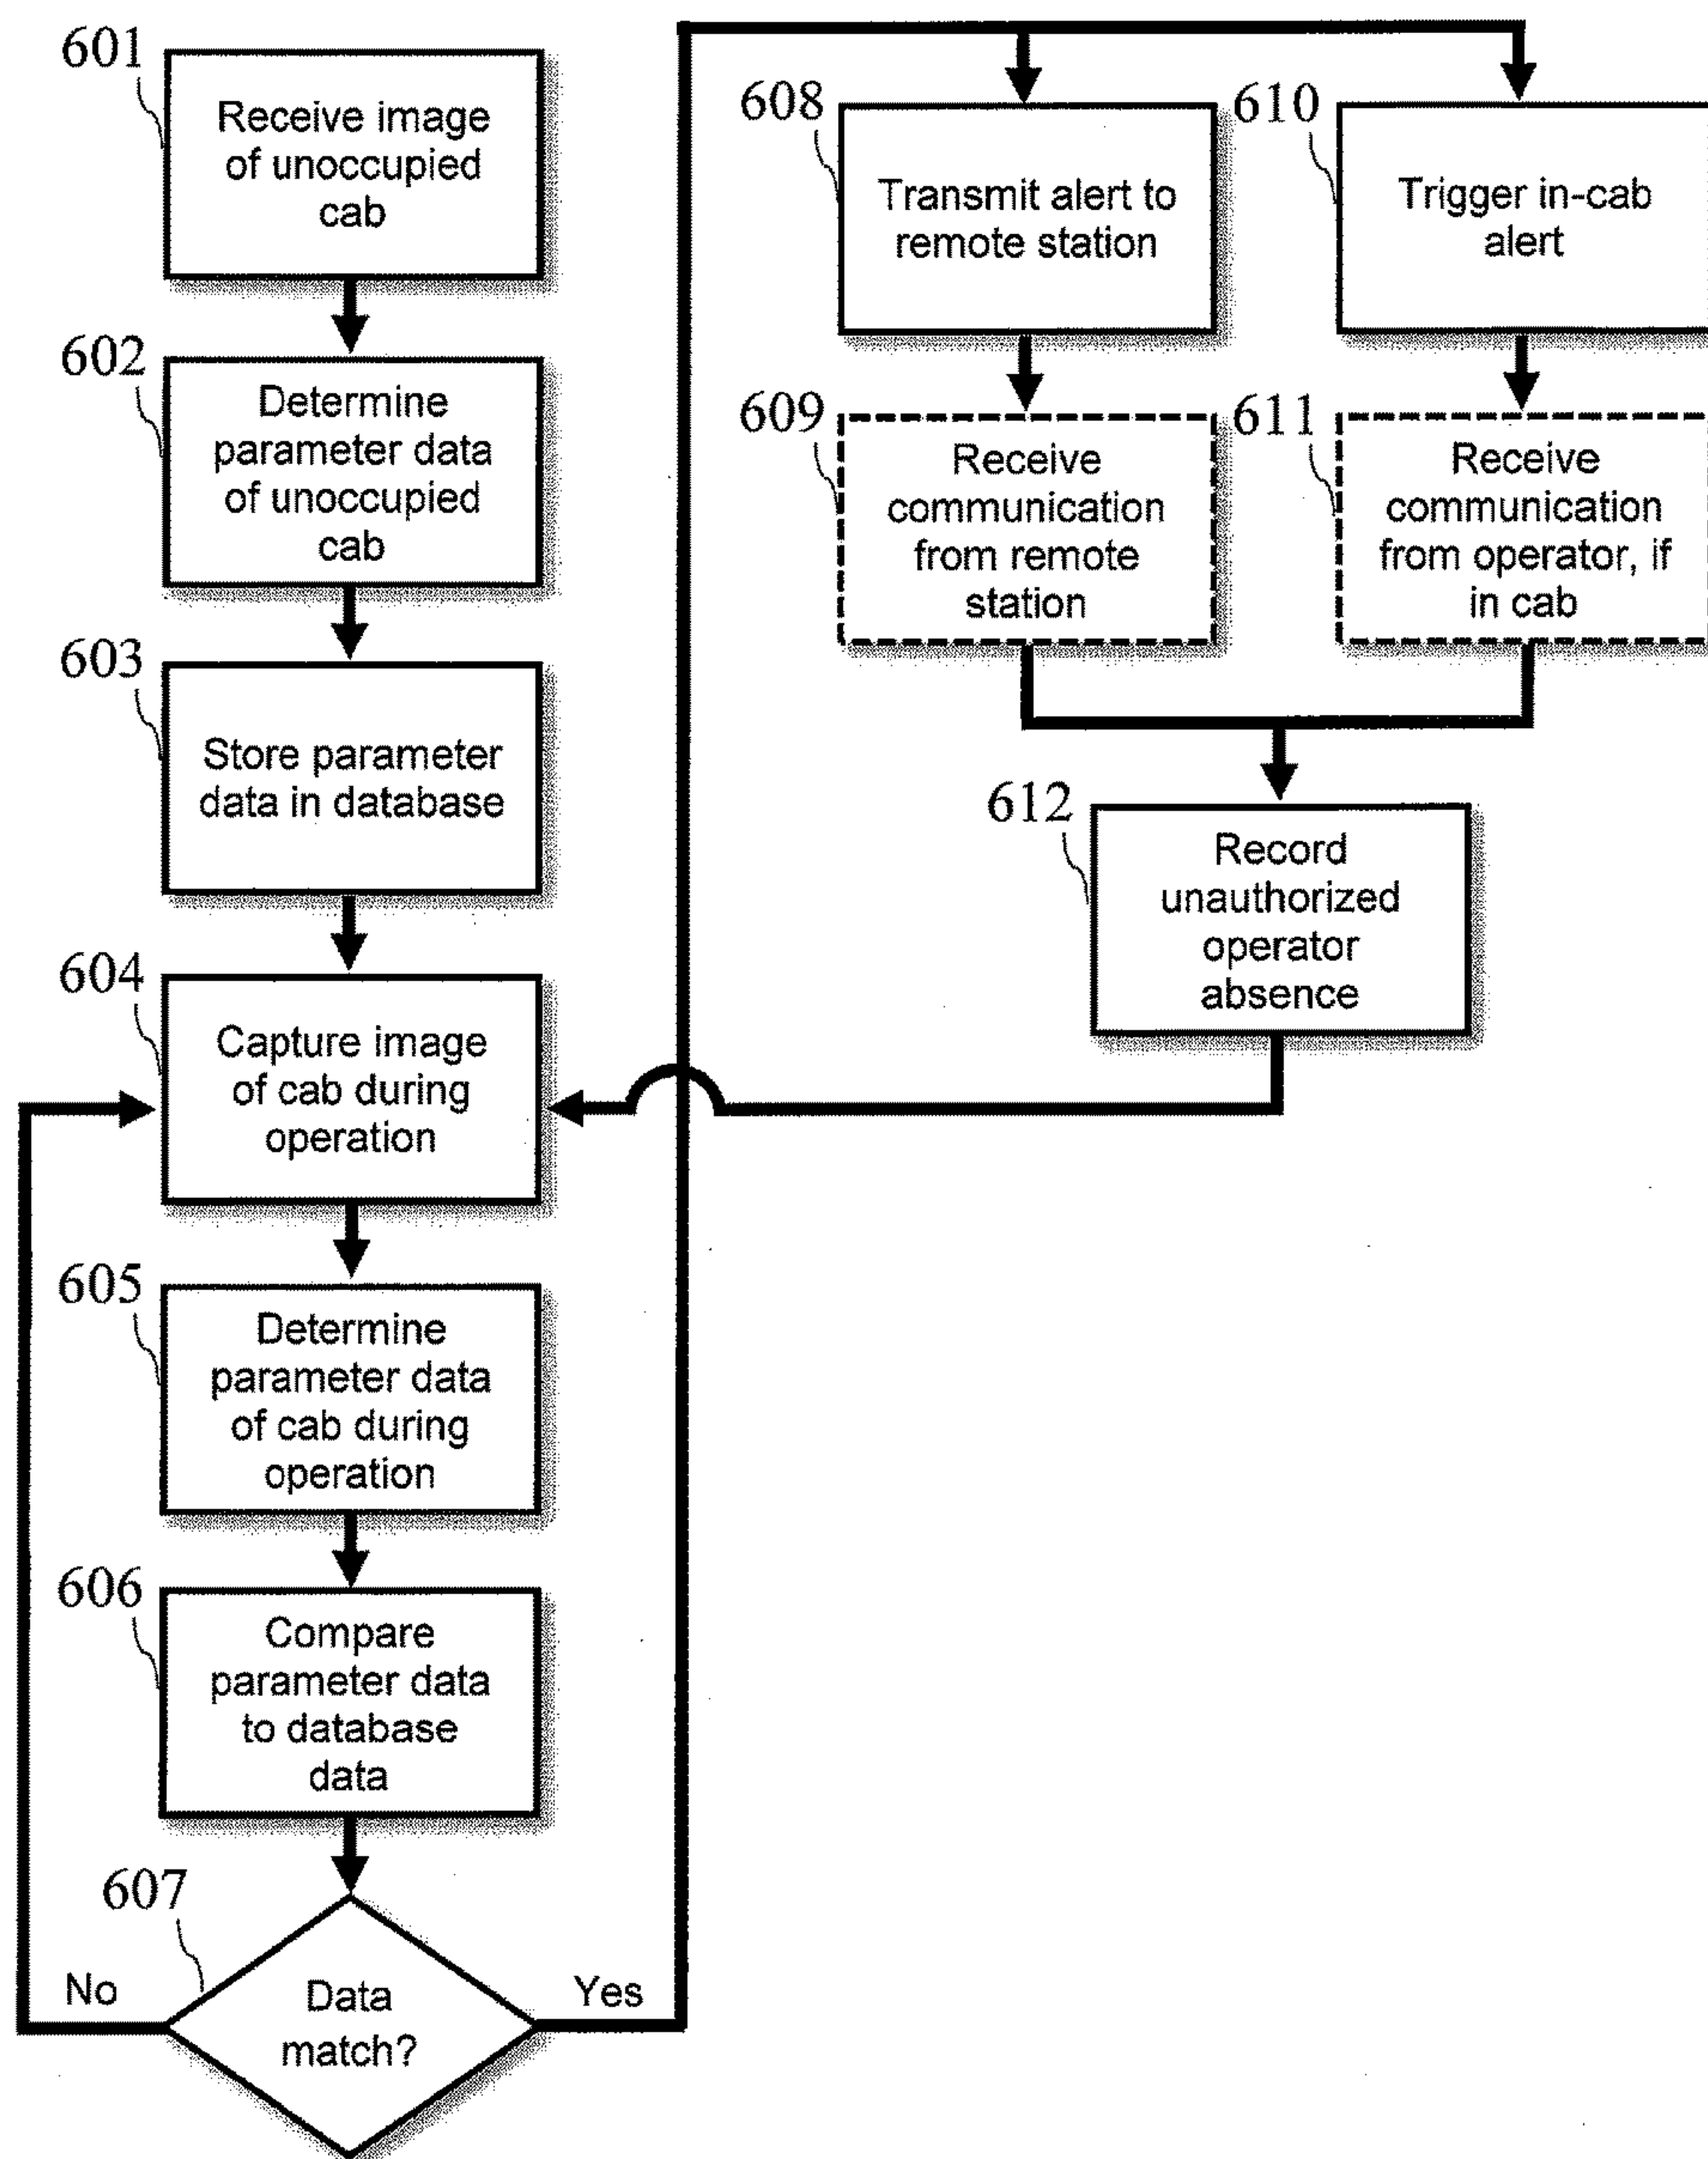 601
Receive image
of unoccupied
cab
602
Determine
parameter data
of unoccupied
cab
603
Store parameter
data in database
604
Capture image
of cab during
operation
605
Determine
parameter data
of cab during
operation
606
Compare
parameter data
to database
data
607
Data
match?
No
Yes
608
Transmit alert to
remote station
609
Receive
communication
from remote
station
610
Trigger in-cab
alert
611
Receive
communication
from operator, if
in cab
612
Record
unauthorized
operator
absence